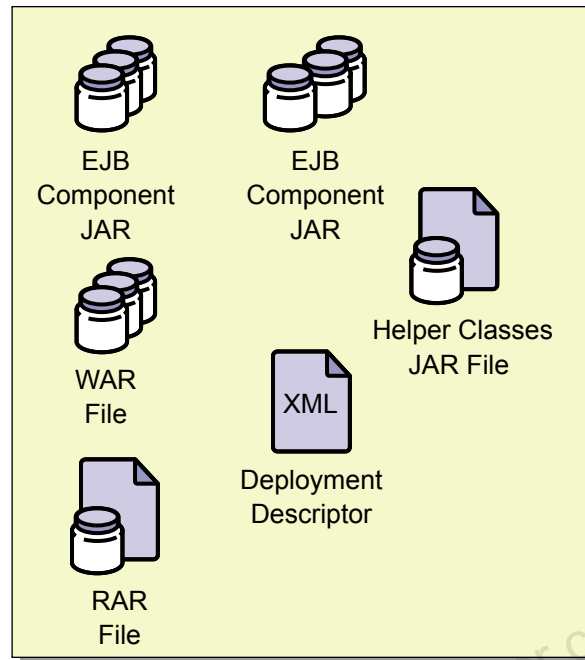 EJB
Component
JAR
EJB
Component
JAR
Helper Classes
JAR File
WAR
File
XML
Deployment
Descriptor
RAR
File